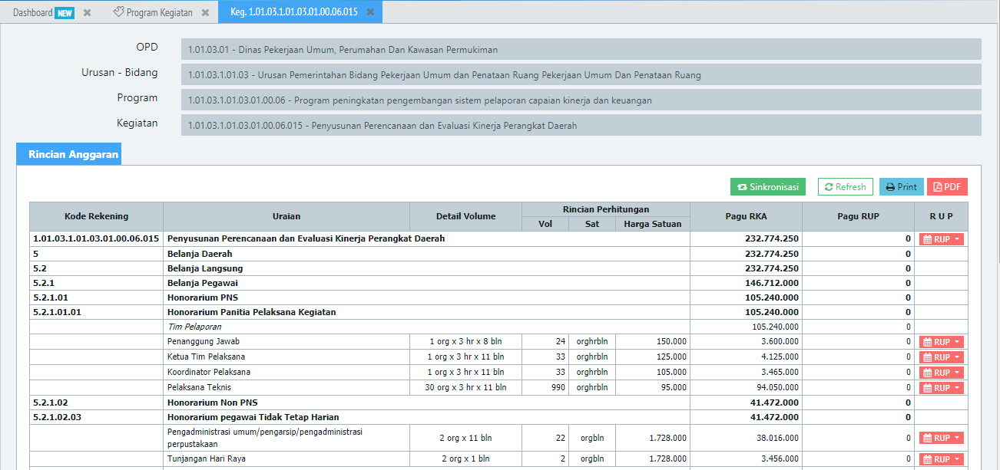 Dashboard NEW ✖ Program Kegiatan ✖ Keg. 1.01.03.1.01.03.01.00.06.015 ✖
OPD 1.01.03.01 - Dinas Pekerjaan Umum, Perumahan Dan Kawasan Permukiman
Urusan - Bidang 1.01.03.1.01.03 - Urusan Pemerintahan Bidang Pekerjaan Umum dan Penataan Ruang Pekerjaan Umum Dan Penataan Ruang
Program 1.01.03.1.01.03.01.00.06 - Program peningkatan pengembangan sistem pelaporan capaian kinerja dan keuangan
Kegiatan 1.01.03.1.01.03.01.00.06.015 - Penyusunan Perencanaan dan Evaluasi Kinerja Perangkat Daerah
Rincian Anggaran
Sinkronisasi Refresh Print PDF
Kode Rekening Uraian Detail Volume Rincian Perhitungan Pagu RKA Pagu RUP R U P
Vol Sat Harga Satuan
1.01.03.1.01.03.01.00.06.015 Penyusunan Perencanaan dan Evaluasi Kinerja Perangkat Daerah 232.774.250 0 RUP
5 Belanja Daerah 232.774.250 0
5.2 Belanja Langsung 232.774.250 0
5.2.1 Belanja Pegawai 146.712.000 0
5.2.1.01 Honorarium PNS 105.240.000 0
5.2.1.01.01 Honorarium Panitia Pelaksana Kegiatan 105.240.000 0
Tim Pelaporan 105.240.000 0
Penanggung Jawab 1 org x 3 hr x 8 bln 24 orghrbln 150.000 3.600.000 0 RUP
Ketua Tim Pelaksana 1 org x 3 hr x 11 bln 33 orghrbln 125.000 4.125.000 0 RUP
Koordinator Pelaksana 1 org x 3 hr x 11 bln 33 orghrbln 105.000 3.465.000 0 RUP
Pelaksana Teknis 30 org x 3 hr x 11 bln 990 orghrbln 95.000 94.050.000 0 RUP
5.2.1.02 Honorarium Non PNS 41.472.000 0
5.2.1.02.03 Honorarium pegawai Tidak Tetap Harian 41.472.000 0
Pengadministrasi umum/pengarsip/pengadministrasi
perpustakaan 2 org x 11 bln 22 orgbln 1.728.000 38.016.000 0 RUP
Tunjangan Hari Raya 2 org x 1 bln 2 orgbln 1.728.000 3.456.000 0 RUP